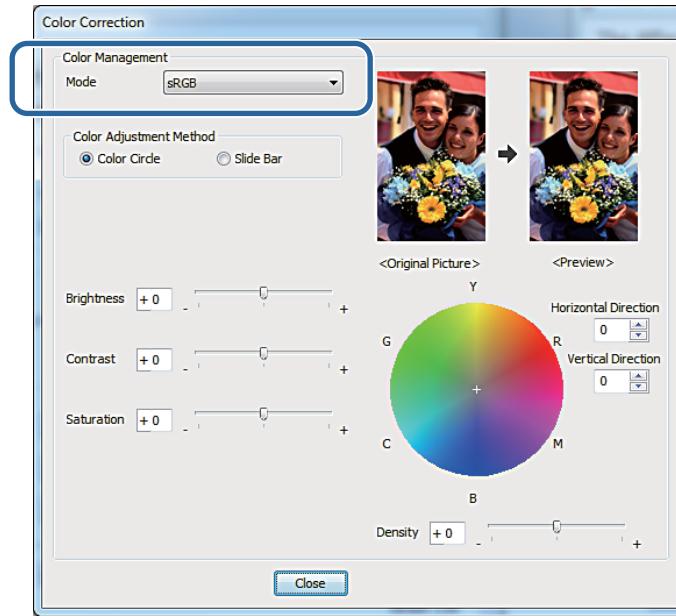 Color Correction
Color Management
Mode sRGB
Color Adjustment Method
Color Circle Slide Bar
<Original Picture> <Preview>
Brightness + 0 - +
Contrast + 0 - +
Saturation + 0 - +
Y
G R
C M
B
Horizontal Direction
0
Vertical Direction
0
Density + 0 - +
Close